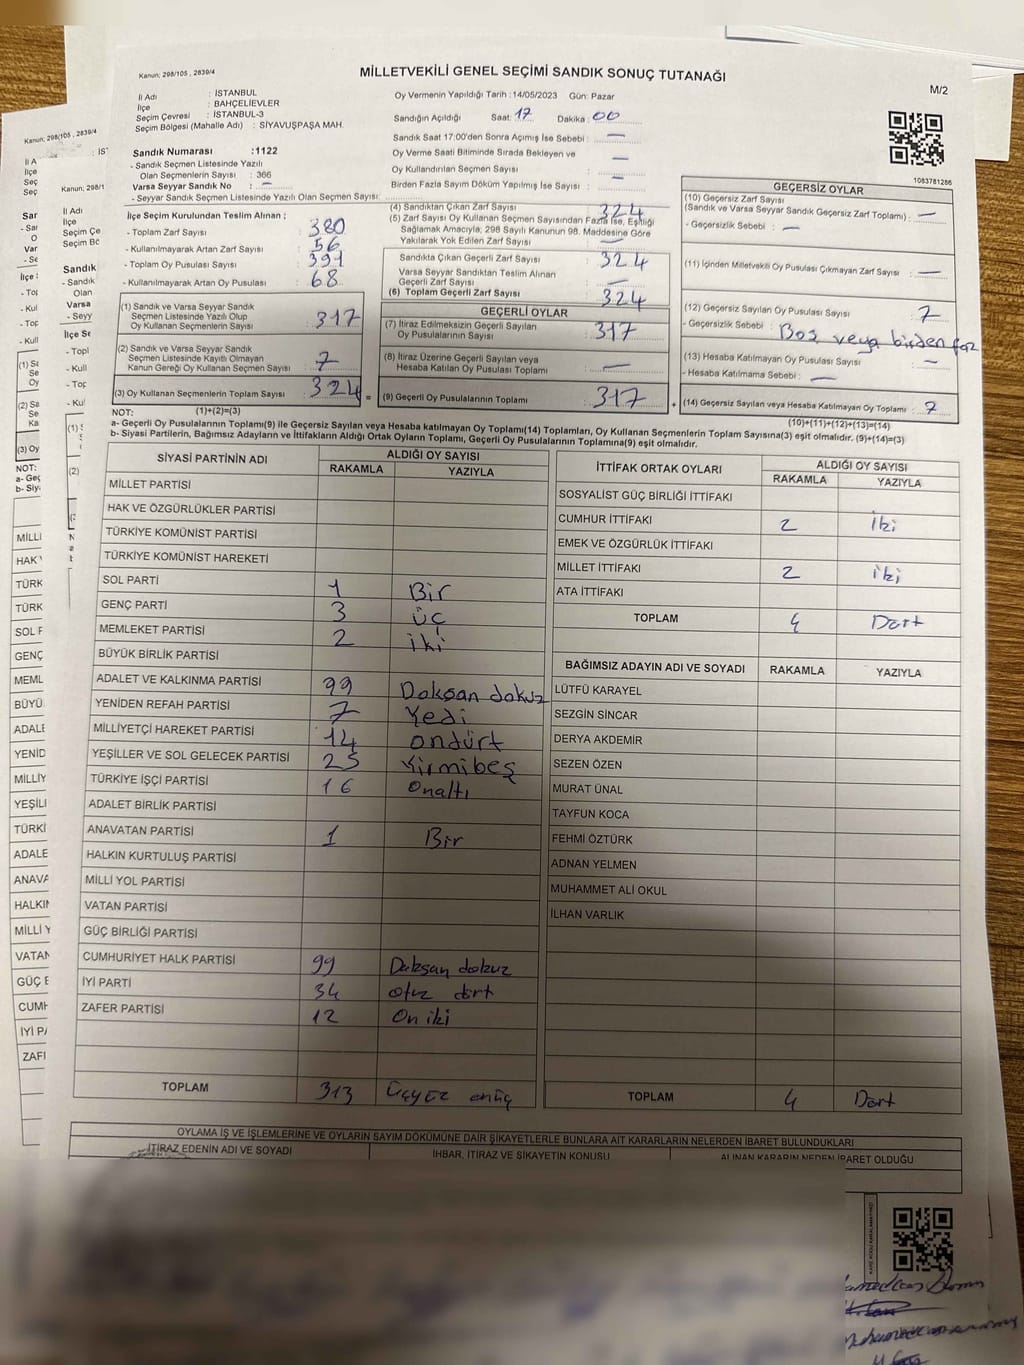 Kanun; 298/105 , 2839/4
MİLLETVEKİLİ GENEL SEÇİMİ SANDIK SONUÇ TUTANAĞI
M/2
İl Adı : İSTANBUL
İlçe : BAHÇELİEVLER
Seçim Çevresi : İSTANBUL-3
Seçim Bölgesi (Mahalle Adı) : SİYAVUŞPAŞA MAH.
Oy Vermenin Yapıldığı Tarih :14/05/2023 Gün: Pazar
Sandığın Açıldığı Saat: 17 Dakika : 00
Sandık Saat 17:00'den Sonra Açımış İse Sebebi : —
Oy Verme Saati Bitiminde Sırada Bekleyen ve
Oy Kullandırılan Seçmen Sayısı : —
Birden Fazla Sayım Döküm Yapılmış İse Sayısı : —
1083781286
Sandık Numarası :1122
- Sandık Seçmen Listesinde Yazılı
Olan Seçmenlerin Sayısı : 366
Varsa Seyyar Sandık No : —
- Seyyar Sandık Seçmen Listesinde Yazılı Olan Seçmen Sayısı:
İlçe Seçim Kurulundan Teslim Alınan ;
- Toplam Zarf Sayısı : 380
- Kullanılmayarak Artan Zarf Sayısı : 56
- Toplam Oy Pusulası Sayısı : 391
- Kullanılmayarak Artan Oy Pusulası : 68
(4) Sandıktan Çıkan Zarf Sayısı : 324
(5) Zarf Sayısı Oy Kullanan Seçmen Sayısından Fazla İse, Eşitliği
Sağlamak Amacıyla; 298 Sayılı Kanunun 98. Maddesine Göre
Yakılarak Yok Edilen Zarf Sayısı : —
Sandıkta Çıkan Geçerli Zarf Sayısı : 324
Varsa Seyyar Sandıktan Teslim Alınan
Geçerli Zarf Sayısı : —
(6) Toplam Geçerli Zarf Sayısı : 324
GEÇERSİZ OYLAR
(10) Geçersiz Zarf Sayısı
(Sandık ve Varsa Seyyar Sandık Geçersiz Zarf Toplamı) : —
- Geçersizlik Sebebi : —
(11) İçinden Milletvekili Oy Pusulası Çıkmayan Zarf Sayısı : —
(12) Geçersiz Sayılan Oy Pusulası Sayısı : 7
- Geçersizlik Sebebi : Boş veya birden faz
(13) Hesaba Katılmayan Oy Pusulası Sayısı : —
- Hesaba Katılmama Sebebi : —
(14) Geçersiz Sayılan veya Hesaba Katılmayan Oy Toplamı : 7
(1) Sandık ve Varsa Seyyar Sandık
Seçmen Listesinde Yazılı Olup
Oy Kullanan Seçmenlerin Sayısı : 317
(2) Sandık ve Varsa Seyyar Sandık
Seçmen Listesinde Kayıtlı Olmayan
Kanun Gereği Oy Kullanan Seçmen Sayısı : 7
(3) Oy Kullanan Seçmenlerin Toplam Sayısı : 324 =
GEÇERLİ OYLAR
(7) İtiraz Edilmeksizin Geçerli Sayılan
Oy Pusulalarının Sayısı : 317
(8) İtiraz Üzerine Geçerli Sayılan veya
Hesaba Katılan Oy Pusulası Toplamı : —
(9) Geçerli Oy Pusulalarının Toplamı : 317 +
NOT: (1)+(2)=(3) (10)+(11)+(12)+(13)=(14)
a- Geçerli Oy Pusulalarının Toplamı(9) ile Geçersiz Sayılan veya Hesaba katılmayan Oy Toplamı(14) Toplamları, Oy Kullanan Seçmenlerin Toplam Sayısına(3) eşit olmalıdır. (9)+(14)=(3)
b- Siyasi Partilerin, Bağımsız Adayların ve İttifakların Aldığı Ortak Oyların Toplamı, Geçerli Oy Pusulalarının Toplamına(9) eşit olmalıdır.
SİYASİ PARTİNİN ADI ALDIĞI OY SAYISI
RAKAMLA YAZIYLA
MİLLET PARTİSİ
HAK VE ÖZGÜRLÜKLER PARTİSİ
TÜRKİYE KOMÜNİST PARTİSİ
TÜRKİYE KOMÜNİST HAREKETİ
SOL PARTİ 1 Bir
GENÇ PARTİ 3 üç
MEMLEKET PARTİSİ 2 iki
BÜYÜK BİRLİK PARTİSİ
ADALET VE KALKINMA PARTİSİ 99 Doksan dokuz
YENİDEN REFAH PARTİSİ 7 Yedi
MİLLİYETÇİ HAREKET PARTİSİ 14 ondört
YEŞİLLER VE SOL GELECEK PARTİSİ 25 Yirmibeş
TÜRKİYE İŞÇİ PARTİSİ 16 Onaltı
ADALET BİRLİK PARTİSİ
ANAVATAN PARTİSİ 1 Bir
HALKIN KURTULUŞ PARTİSİ
MİLLİ YOL PARTİSİ
VATAN PARTİSİ
GÜÇ BİRLİĞİ PARTİSİ
CUMHURİYET HALK PARTİSİ 99 Doksan dokuz
İYİ PARTİ 34 otuz dört
ZAFER PARTİSİ 12 On iki
TOPLAM 313 üçyüz onüç
İTTİFAK ORTAK OYLARI ALDIĞI OY SAYISI
RAKAMLA YAZIYLA
SOSYALİST GÜÇ BİRLİĞİ İTTİFAKI
CUMHUR İTTİFAKI 2 İki
EMEK VE ÖZGÜRLÜK İTTİFAKI
MİLLET İTTİFAKI 2 iki
ATA İTTİFAKI
TOPLAM 4 Dört
BAĞIMSIZ ADAYIN ADI VE SOYADI RAKAMLA YAZIYLA
LÜTFÜ KARAYEL
SEZGİN SİNCAR
DERYA AKDEMİR
SEZEN ÖZEN
MURAT ÜNAL
TAYFUN KOCA
FEHMİ ÖZTÜRK
ADNAN YELMEN
MUHAMMET ALİ OKUL
İLHAN VARLIK
TOPLAM 4 Dört
OYLAMA İŞ VE İŞLEMLERİNE VE OYLARIN SAYIM DÖKÜMÜNE DAİR ŞİKAYETLERLE BUNLARA AİT KARARLARIN NELERDEN İBARET BULUNDUKLARI
İTİRAZ EDENİN ADI VE SOYADI İHBAR, İTİRAZ VE ŞİKAYETİN KONUSU ALINAN KARARIN NEDEN İBARET OLDUĞU